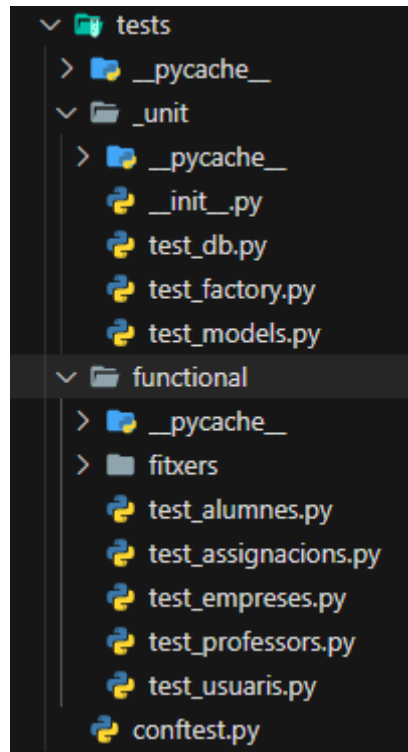 tests
__pycache__
_unit
__pycache__
__init__.py
test_db.py
test_factory.py
test_models.py
functional
__pycache__
fitxers
test_alumnes.py
test_assignacions.py
test_empreses.py
test_professors.py
test_usuaris.py
conftest.py